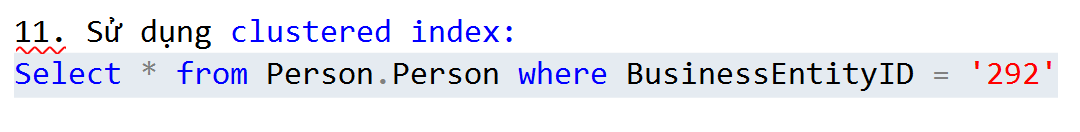 11. Sử dụng clustered index:
Select * from Person.Person where BusinessEntityID = '292'